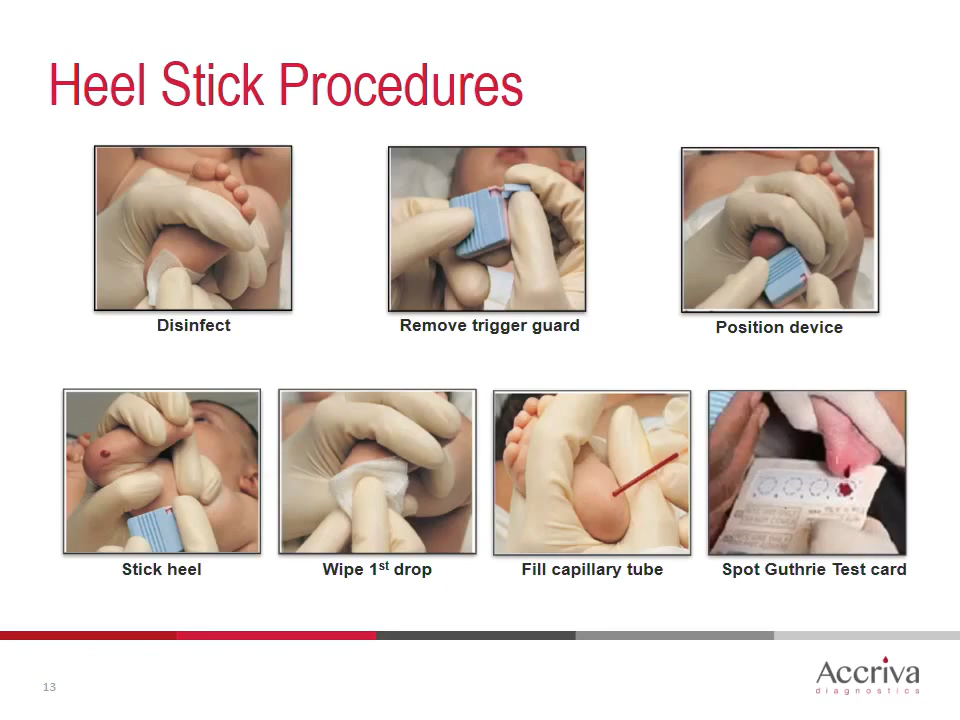 Heel Stick Procedures
Disinfect
Remove trigger guard
Position device
Stick heel
Wipe 1st drop
Fill capillary tube
Spot Guthrie Test card
13
Accriva
diagnostics